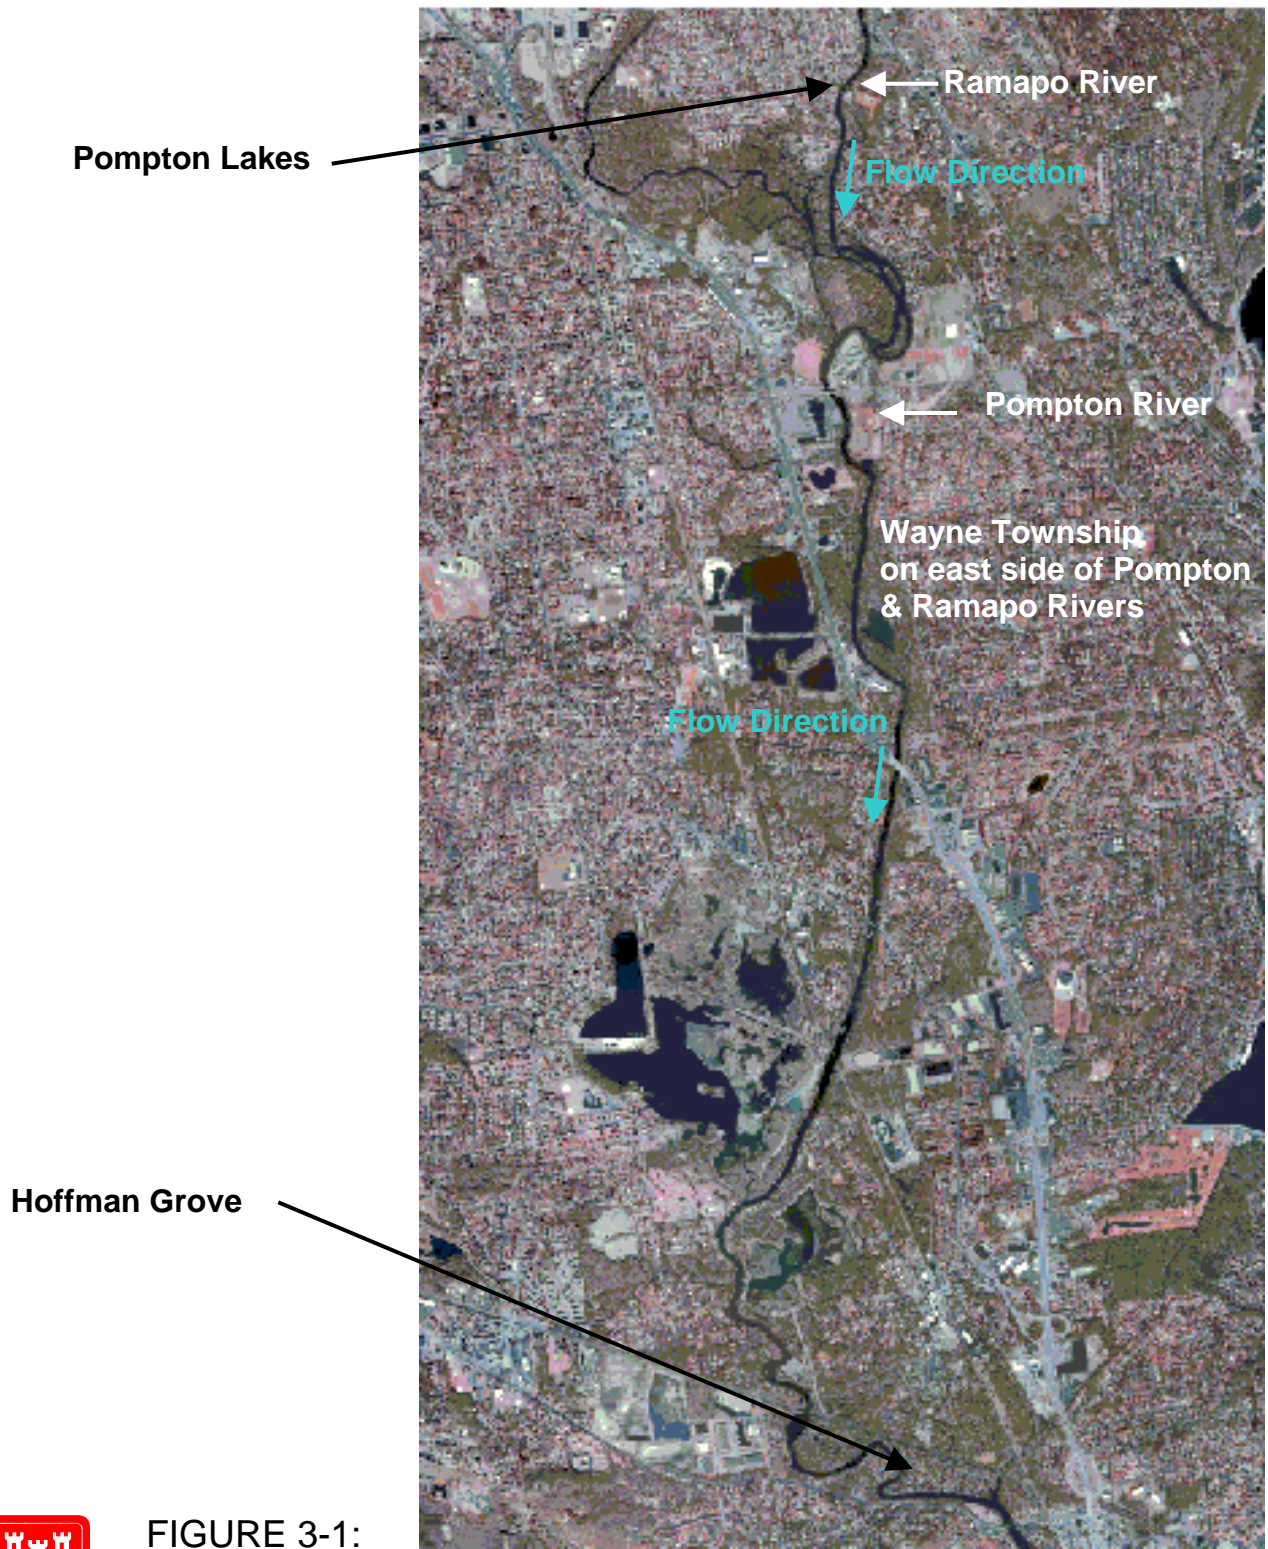 Ramapo River
Pompton Lakes
Flow Direction
Pompton River
Wayne Township
on east side of Pompton
& Ramapo Rivers
Flow Direction
Hoffman Grove
FIGURE 3-1: